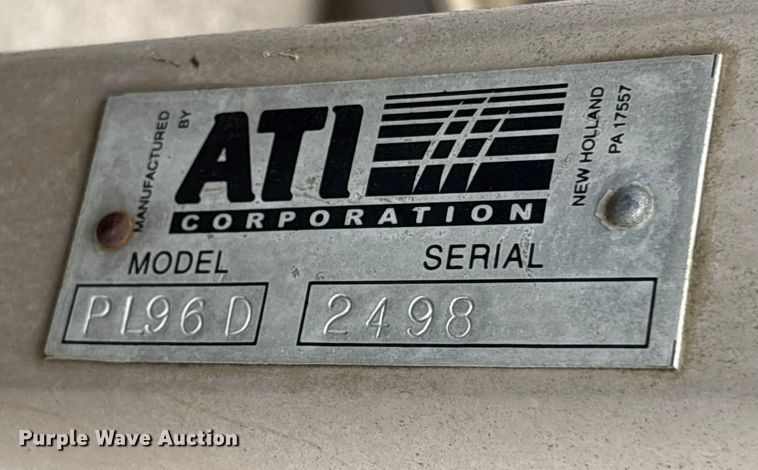 MANUFACTURED
BY
ATI
CORPORATION
NEW HOLLAND
PA 17557
MODEL
SERIAL
PL96D
2498
Purple Wave Auction